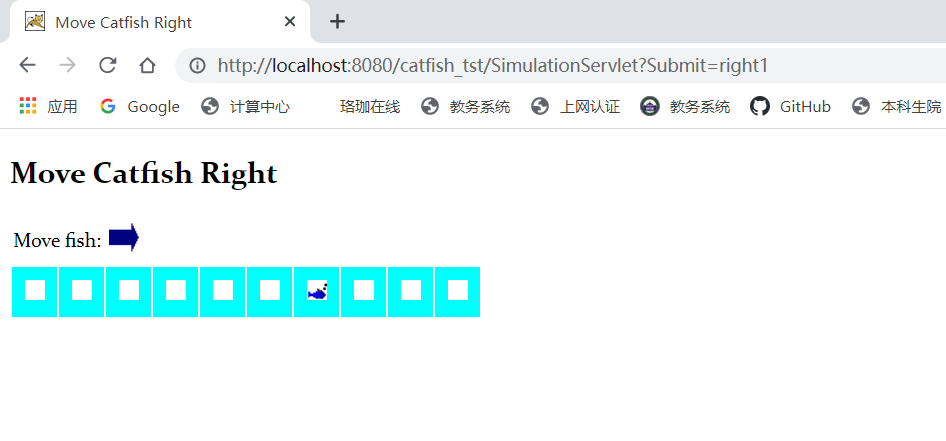 Move Catfish Right
http://localhost:8080/catfish_tst/SimulationServlet?Submit=right1
应用 Google 计算中心 珞珈在线 教务系统 上网认证 教务系统 GitHub 本科生院
Move Catfish Right
Move fish: